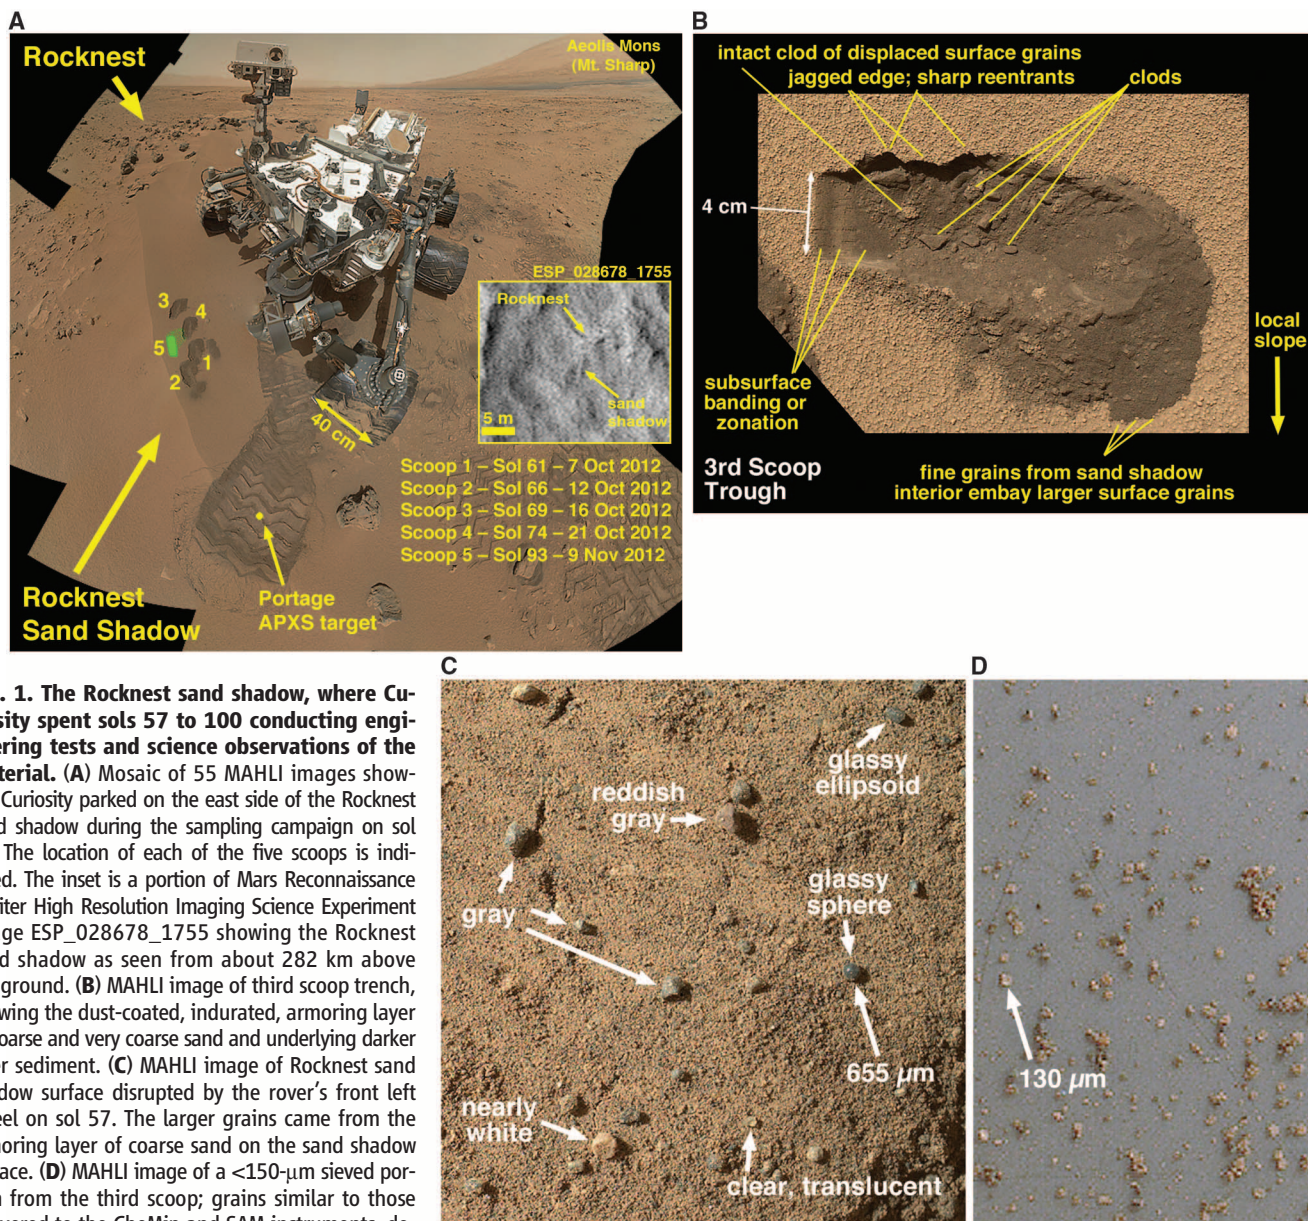 A
Rocknest
Aeolis Mons
(Mt. Sharp)
3
4
5
1
2
40 cm
ESP_028678_1755
Rocknest
sand
shadow
5 m
Scoop 1 – Sol 61 – 7 Oct 2012
Scoop 2 – Sol 66 – 12 Oct 2012
Scoop 3 – Sol 69 – 16 Oct 2012
Scoop 4 – Sol 74 – 21 Oct 2012
Scoop 5 – Sol 93 – 9 Nov 2012
Rocknest
Sand Shadow
Portage
APXS target
B
intact clod of displaced surface grains
jagged edge; sharp reentrants
clods
4 cm
local
slope
subsurface
banding or
zonation
3rd Scoop
Trough
fine grains from sand shadow
interior embay larger surface grains
. 1. The Rocknest sand shadow, where Cu-
sity spent sols 57 to 100 conducting engi-
ering tests and science observations of the
terial. (A) Mosaic of 55 MAHLI images show-
Curiosity parked on the east side of the Rocknest
d shadow during the sampling campaign on sol
The location of each of the five scoops is indi-
ed. The inset is a portion of Mars Reconnaissance
iter High Resolution Imaging Science Experiment
ge ESP_028678_1755 showing the Rocknest
d shadow as seen from about 282 km above
ground. (B) MAHLI image of third scoop trench,
wing the dust-coated, indurated, armoring layer
oarse and very coarse sand and underlying darker
r sediment. (C) MAHLI image of Rocknest sand
dow surface disrupted by the rover's front left
eel on sol 57. The larger grains came from the
noring layer of coarse sand on the sand shadow
ace. (D) MAHLI image of a <150-μm sieved por-
n from the third scoop; grains similar to those
vered to the CheMin and SAM instruments, de-
C
glassy
ellipsoid
reddish
gray
glassy
sphere
gray
655 μm
nearly
white
clear, translucent
D
130 μm